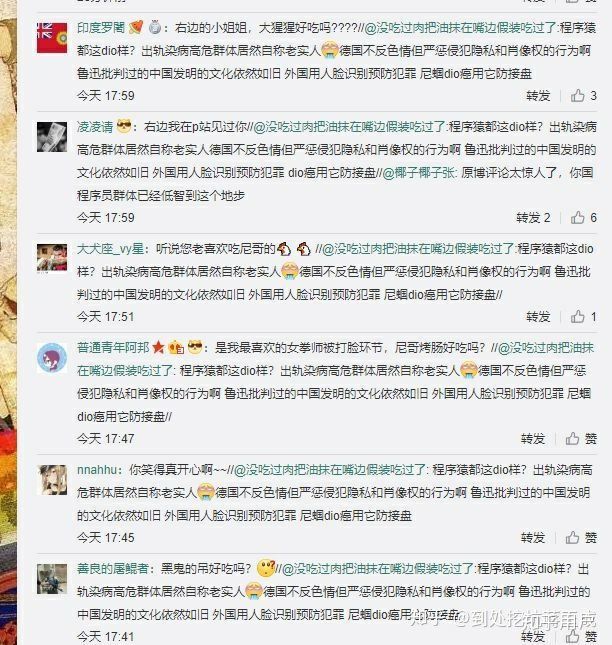 印度罗闍：右边的小姐姐，大猩猩好吃吗????//@没吃过肉把油抹在嘴边假装吃过了:程序猿
都这dio样？出轨染病高危群体居然自称老实人德国不反色情但严惩侵犯隐私和肖像权的行为啊
鲁迅批判过的中国发明的文化依然如旧 外国用人脸识别预防犯罪 尼蝈dio癌用它防接盘
今天 17:59
转发 3
凌凌请：右边我在p站见过你//@没吃过肉把油抹在嘴边假装吃过了:程序猿都这dio样？出轨染病
高危群体居然自称老实人德国不反色情但严惩侵犯隐私和肖像权的行为啊 鲁迅批判过的中国发明的
文化依然如旧 外国用人脸识别预防犯罪 dio癌用它防接盘//@椰子椰子张: 原博评论太惊人了，你国
程序员群体已经低智到这个地步
今天 17:59
转发 2 6
大犬座_vy星：听说您老喜欢吃尼哥的 //@没吃过肉把油抹在嘴边假装吃过了:程序猿都这dio
样？出轨染病高危群体居然自称老实人德国不反色情但严惩侵犯隐私和肖像权的行为啊 鲁迅批
判过的中国发明的文化依然如旧 外国用人脸识别预防犯罪 尼蝈dio癌用它防接盘//
今天 17:51
转发 1
普通青年阿邦：是我最喜欢的女拳师被打脸环节，尼哥烤肠好吃吗？//@没吃过肉把油抹
在嘴边假装吃过了: 程序猿都这dio样？出轨染病高危群体居然自称老实人德国不反色情但严惩
侵犯隐私和肖像权的行为啊 鲁迅批判过的中国发明的文化依然如旧 外国用人脸识别预防犯罪 尼蝈
dio癌用它防接盘//
今天 17:47
转发 赞
nnahhu：你笑得真开心啊~~//@没吃过肉把油抹在嘴边假装吃过了: 程序猿都这dio样？出轨染病高
危群体居然自称老实人德国不反色情但严惩侵犯隐私和肖像权的行为啊 鲁迅批判过的中国发明
的文化依然如旧 外国用人脸识别预防犯罪 尼蝈dio癌用它防接盘
今天 17:45
转发 赞
善良的屠鲲者：黑鬼的吊好吃吗？//@没吃过肉把油抹在嘴边假装吃过了:程序猿都这dio样？出
轨染病高危群体居然自称老实人德国不反色情但严惩侵犯隐私和肖像权的行为啊 鲁迅批判过的
中国发明的文化依然如旧 外国用人脸识别预防犯罪 尼蝈dio癌用它防接盘
今天 17:41
转发 赞
知乎 @到处挖坑蒋玉成